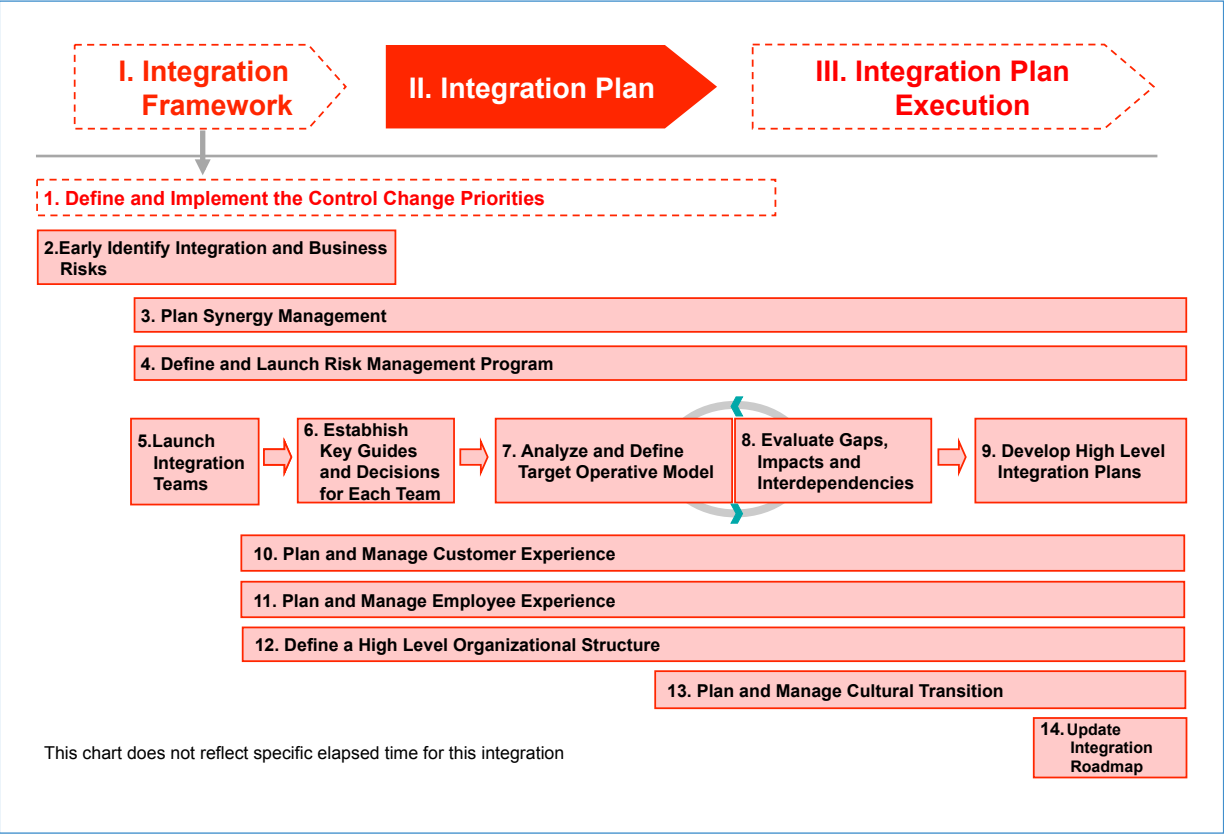 I. Integration
Framework
II. Integration Plan
III. Integration Plan
Execution
1. Define and Implement the Control Change Priorities
2.Early Identify Integration and Business
Risks
3. Plan Synergy Management
4. Define and Launch Risk Management Program
5.Launch
Integration
Teams
6. Estabhish
Key Guides
and Decisions
for Each Team
7. Analyze and Define
Target Operative Model
8. Evaluate Gaps,
Impacts and
Interdependencies
9. Develop High Level
Integration Plans
10. Plan and Manage Customer Experience
11. Plan and Manage Employee Experience
12. Define a High Level Organizational Structure
13. Plan and Manage Cultural Transition
14.Update
Integration
Roadmap
This chart does not reflect specific elapsed time for this integration